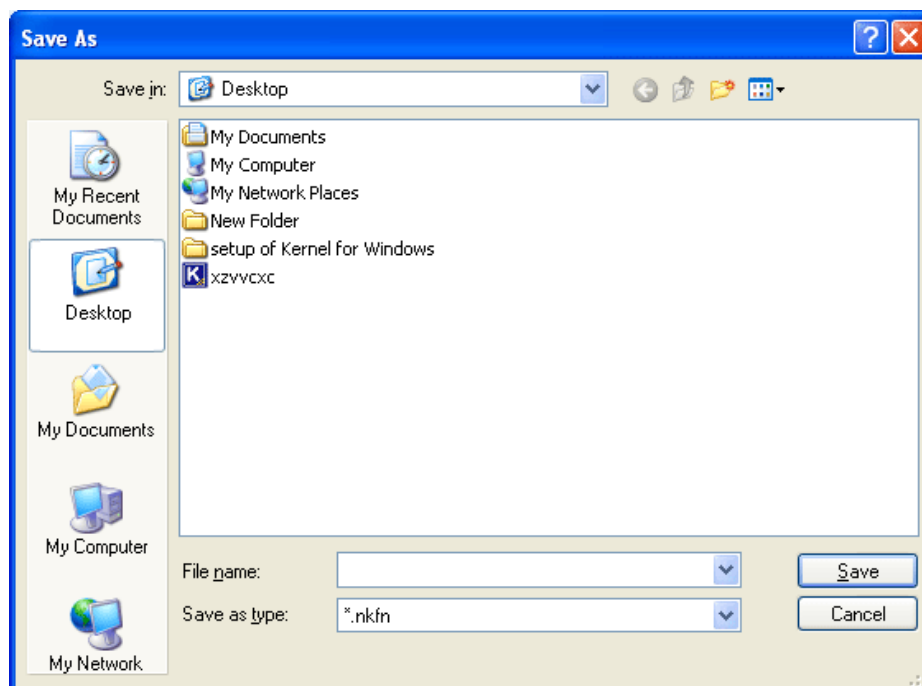 Save As
Save in:
Desktop
My Recent
Documents
Desktop
My Documents
My Computer
My Network
My Documents
My Computer
My Network Places
New Folder
setup of Kernel for Windows
K xzvvcxc
File name:
Save
Save as type:
*.nkfn
Cancel